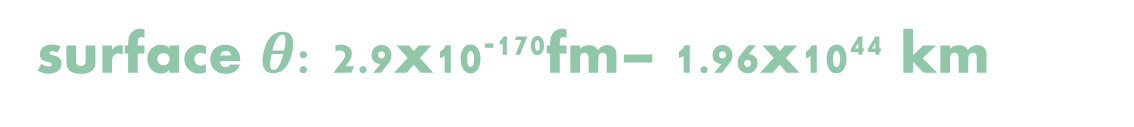 surface θ: 2.9x10⁻¹⁷⁰fm– 1.96x10⁴⁴ km